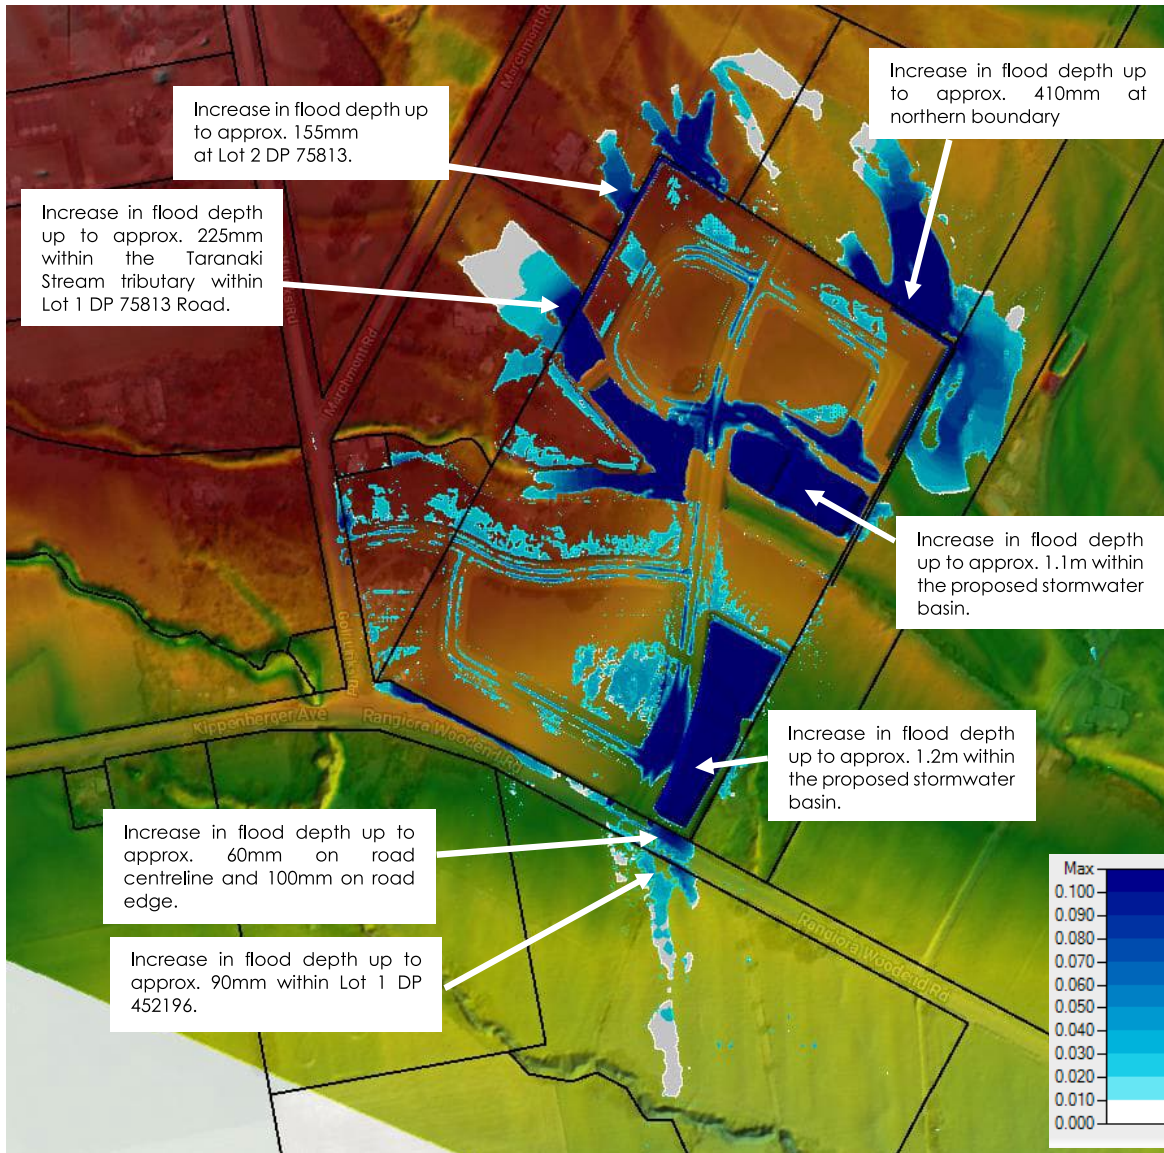 Marchmont Rd
Increase in flood depth up
to approx. 410mm at
northern boundary
Increase in flood depth up
to approx. 155mm
at Lot 2 DP 75813.
Increase in flood depth
up to approx. 225mm
within the Taranaki
Stream tributary within
Lot 1 DP 75813 Road.
Marchmont Rd
Increase in flood depth
up to approx. 1.1m within
the proposed stormwater
basin.
Golflinks Rd
Kippenberger Ave
Rangiora Woodend Rd
Increase in flood depth
up to approx. 1.2m within
the proposed stormwater
basin.
Increase in flood depth up to
approx. 60mm on road
centreline and 100mm on road
edge.
Increase in flood depth up to
approx. 90mm within Lot 1 DP
452196.
Rangiora Woodend Rd
Max
0.100
0.090
0.080
0.070
0.060
0.050
0.040
0.030
0.020
0.010
0.000